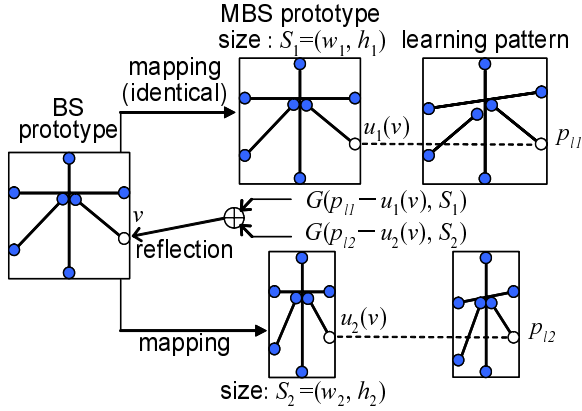 MBS prototype
size : S₁=(w₁, h₁)
learning pattern
mapping
(identical)
BS
prototype
u₁(v)
pₗ₁
v
G(pₗ₁−u₁(v), S₁)
G(pₗ₂−u₂(v), S₂)
reflection
u₂(v)
pₗ₂
mapping
size: S₂=(w₂, h₂)